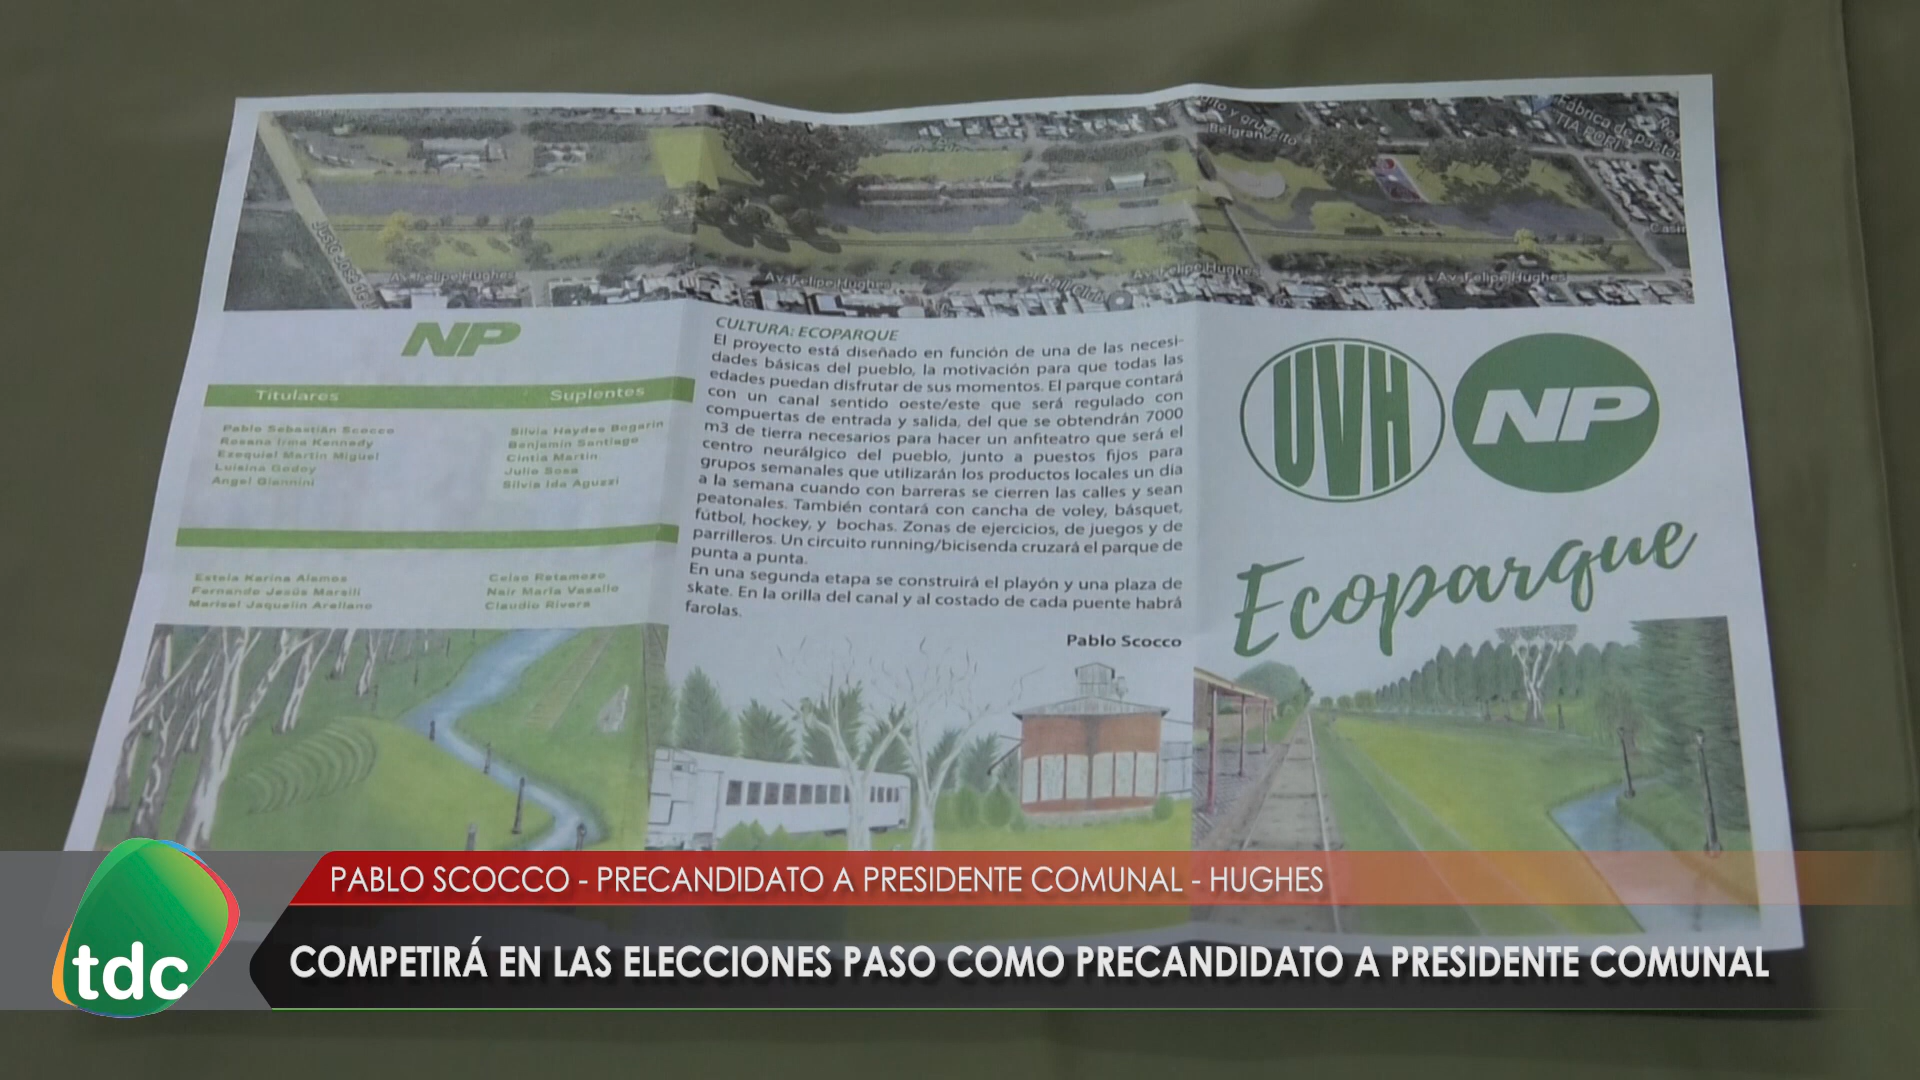 Belgrano
Fábrica de pastas
TIA PORI
Av. Felipe Hughes
Av. Felipe Hughes
Av. Felipe Hughes
Av. Felipe Hughes
NP
Titulares
Suplentes
Pablo Sebastián Scocco
Rosana Irma Kennedy
Ezequiel Martin Miguel
Luisina Godoy
Angel Giannini
Silvia Haydee Bogarin
Benjamín Santiago
Cintia Martin
Julio Sosa
Silvia Ida Aguzzi
Estela Karina Alamos
Fernando Jesús Marsili
Marisel Jaquelin Arellano
Celso Retamozo
Nair María Vasallo
Claudio Rivera
CULTURA: ECOPARQUE
El proyecto está diseñado en función de una de las necesi-
dades básicas del pueblo, la motivación para que todas las
edades puedan disfrutar de sus momentos. El parque contará
con un canal sentido oeste/este que será regulado con
compuertas de entrada y salida, del que se obtendrán 7000
m3 de tierra necesarios para hacer un anfiteatro que será el
centro neurálgico del pueblo, junto a puestos fijos para
grupos semanales que utilizarán los productos locales un día
a la semana cuando con barreras se cierren las calles y sean
peatonales. También contará con cancha de voley, básquet,
fútbol, hockey, y bochas. Zonas de ejercicios, de juegos y de
parrilleros. Un circuito running/bicisenda cruzará el parque de
punta a punta.
En una segunda etapa se construirá el playón y una plaza de
skate. En la orilla del canal y al costado de cada puente habrá
farolas.
Pablo Scocco
UVH
NP
Ecoparque
PABLO SCOCCO - PRECANDIDATO A PRESIDENTE COMUNAL - HUGHES
tdc
COMPETIRÁ EN LAS ELECCIONES PASO COMO PRECANDIDATO A PRESIDENTE COMUNAL